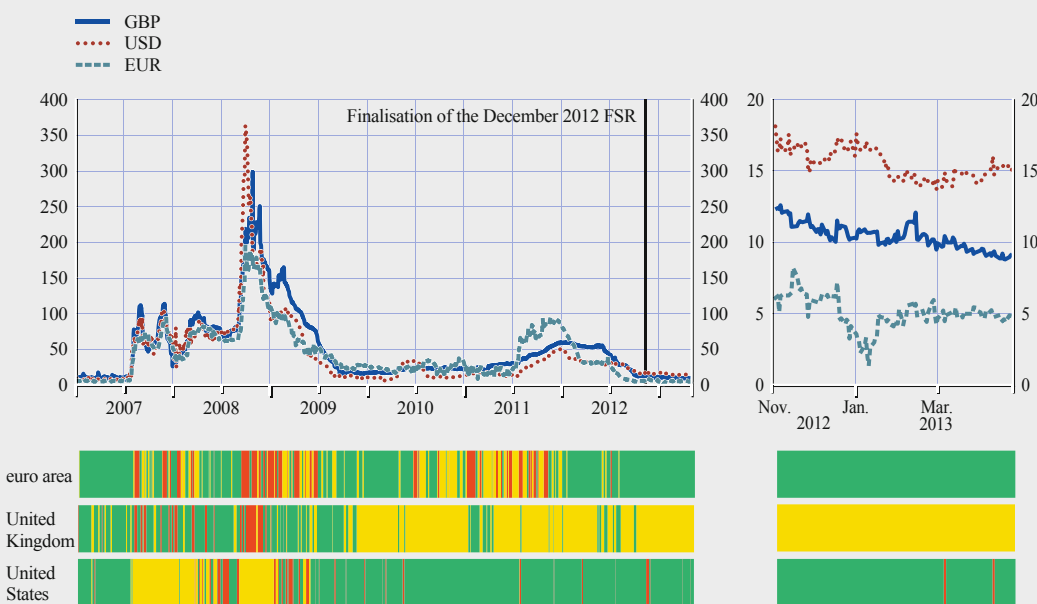 GBP
USD
EUR
Finalisation of the December 2012 FSR
400 400 20 20
350 350
300 300 15 15
250 250
200 200 10 10
150 150
100 100 5 5
50 50
0 0 0 0
2007 2008 2009 2010 2011 2012
Nov. Jan. Mar.
2012 2013
euro area
United
Kingdom
United
States